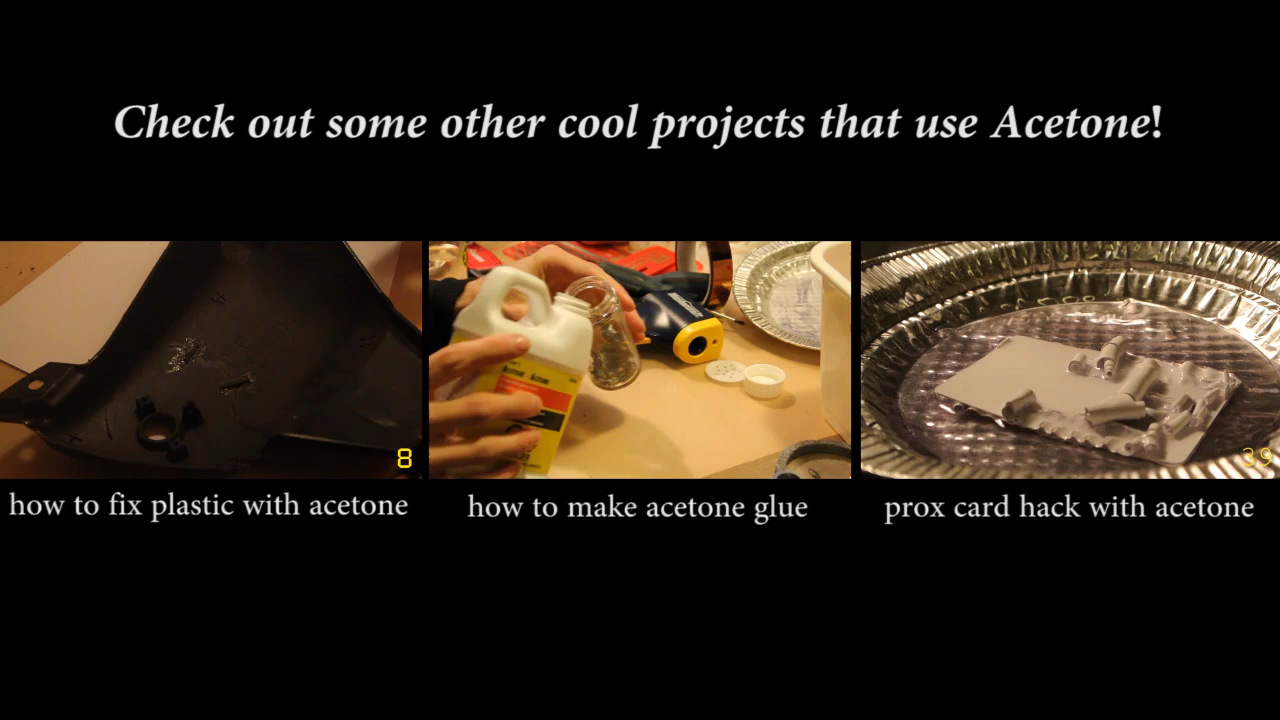 Check out some other cool projects that use Acetone!
8
39
how to fix plastic with acetone
how to make acetone glue
prox card hack with acetone